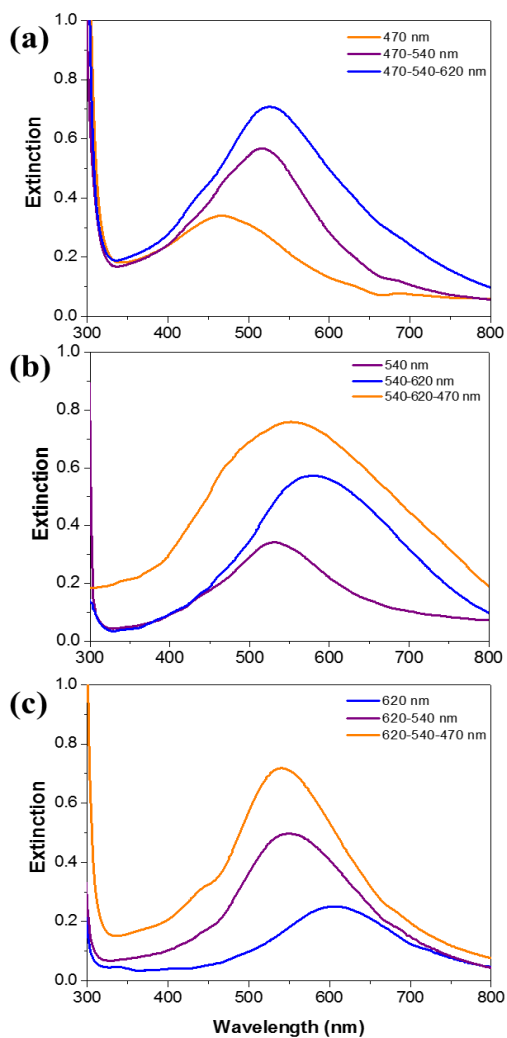 (a)
1.0
0.8
0.6
0.4
0.2
0.0
Extinction
470 nm
470-540 nm
470-540-620 nm
300 400 500 600 700 800
(b)
1.0
0.8
0.6
0.4
0.2
0.0
Extinction
540 nm
540-620 nm
540-620-470 nm
300 400 500 600 700 800
(c)
1.0
0.8
0.6
0.4
0.2
0.0
Extinction
620 nm
620-540 nm
620-540-470 nm
300 400 500 600 700 800
Wavelength (nm)